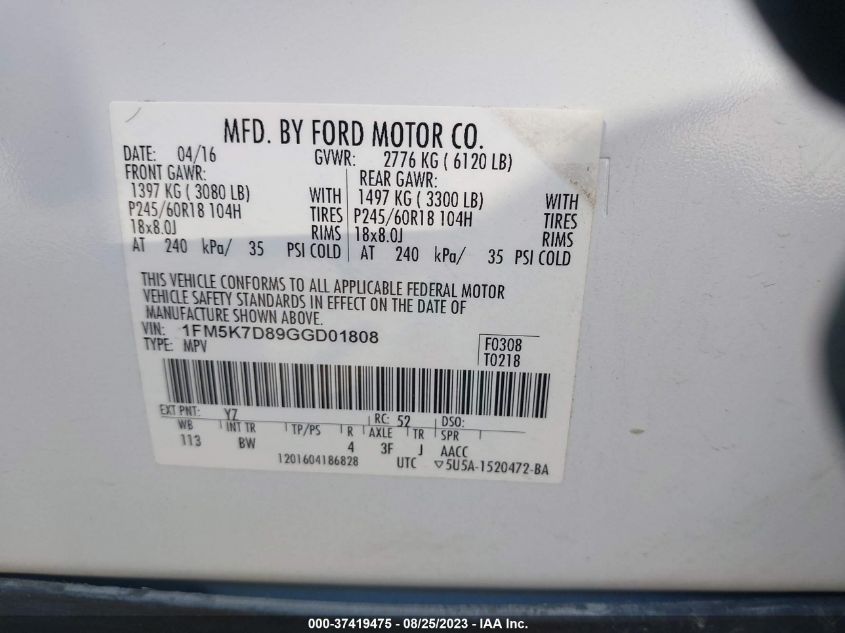 MFD. BY FORD MOTOR CO.
DATE: 04/16 GVWR: 2776 KG ( 6120 LB)
FRONT GAWR: REAR GAWR:
1397 KG ( 3080 LB) WITH 1497 KG ( 3300 LB) WITH
P245/60R18 104H TIRES P245/60R18 104H TIRES
18x8.0J RIMS 18x8.0J RIMS
AT 240 kPa/ 35 PSI COLD AT 240 kPa/ 35 PSI COLD
THIS VEHICLE CONFORMS TO ALL APPLICABLE FEDERAL MOTOR
VEHICLE SAFETY STANDARDS IN EFFECT ON THE DATE OF
MANUFACTURE SHOWN ABOVE.
VIN: 1FM5K7D89GGD01808 F0308
TYPE: MPV T0218
EXT PNT: YZ RC: 52 DSO:
WB INT TR TP/PS R AXLE TR SPR
113 BW 4 3F J AACC
1201604186828 UTC ▽5U5A-1520472-BA
000-37419475 - 08/25/2023 - WWW.IAAI.COM